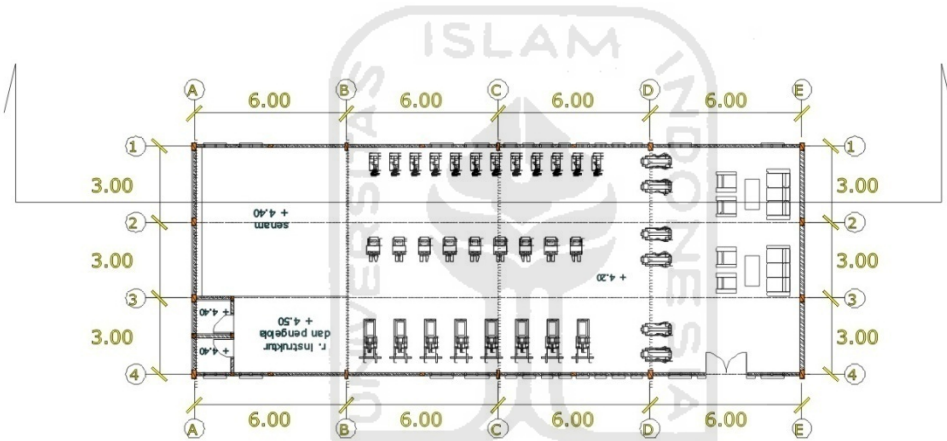 UNIVERSITAS ISLAM INDONESIA
A B C D E
6.00 6.00 6.00 6.00
1 1
3.00 3.00
2 2
senam
+ 4.40
3.00 3.00
+ 4.20
3 3
+ 4.40
r. Instruktur
dan pengelola
+ 4.50
3.00 3.00
+ 4.40
4 4
6.00 6.00 6.00 6.00
A B C D E